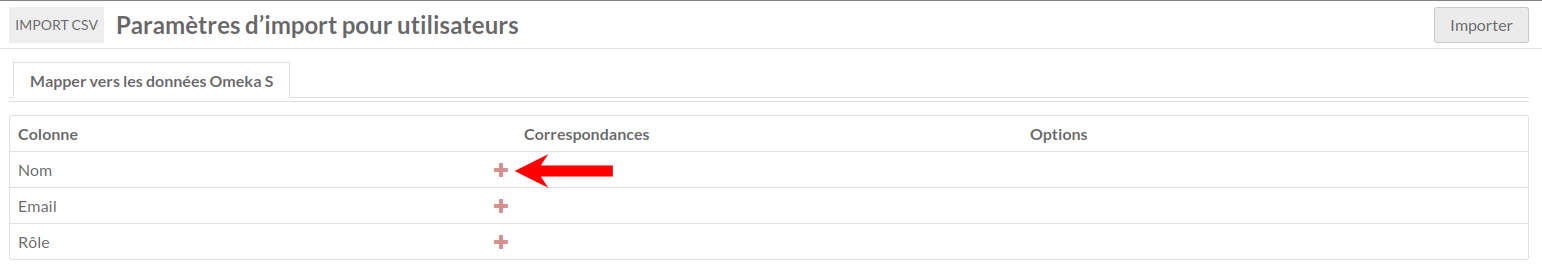 IMPORT CSV Paramètres d’import pour utilisateurs Importer
Mapper vers les données Omeka S
Colonne Correspondances Options
Nom
Email
Rôle